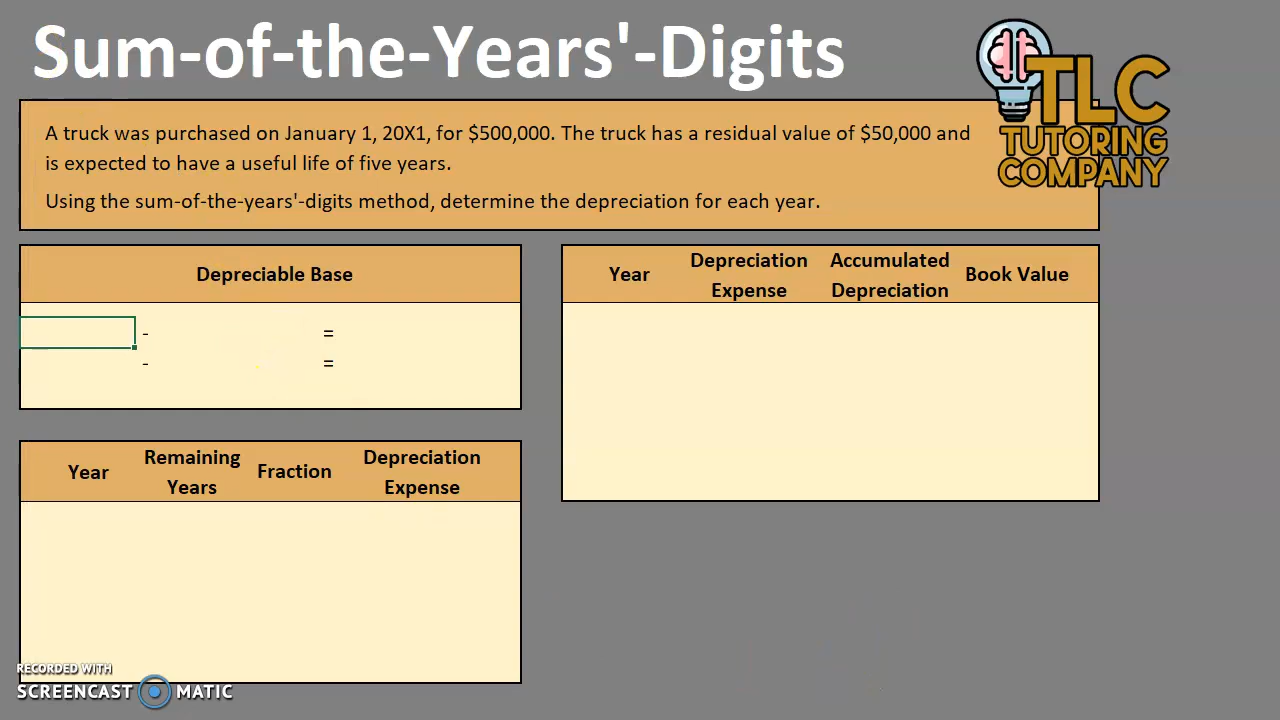 Sum-of-the-Years'-Digits
TLC
TUTORING
COMPANY
A truck was purchased on January 1, 20X1, for $500,000. The truck has a residual value of $50,000 and
is expected to have a useful life of five years.
Using the sum-of-the-years'-digits method, determine the depreciation for each year.
Depreciable Base
- =
- =
Year Depreciation Expense Accumulated Depreciation Book Value
Year Remaining Years Fraction Depreciation Expense
RECORDED WITH
SCREENCAST MATIC